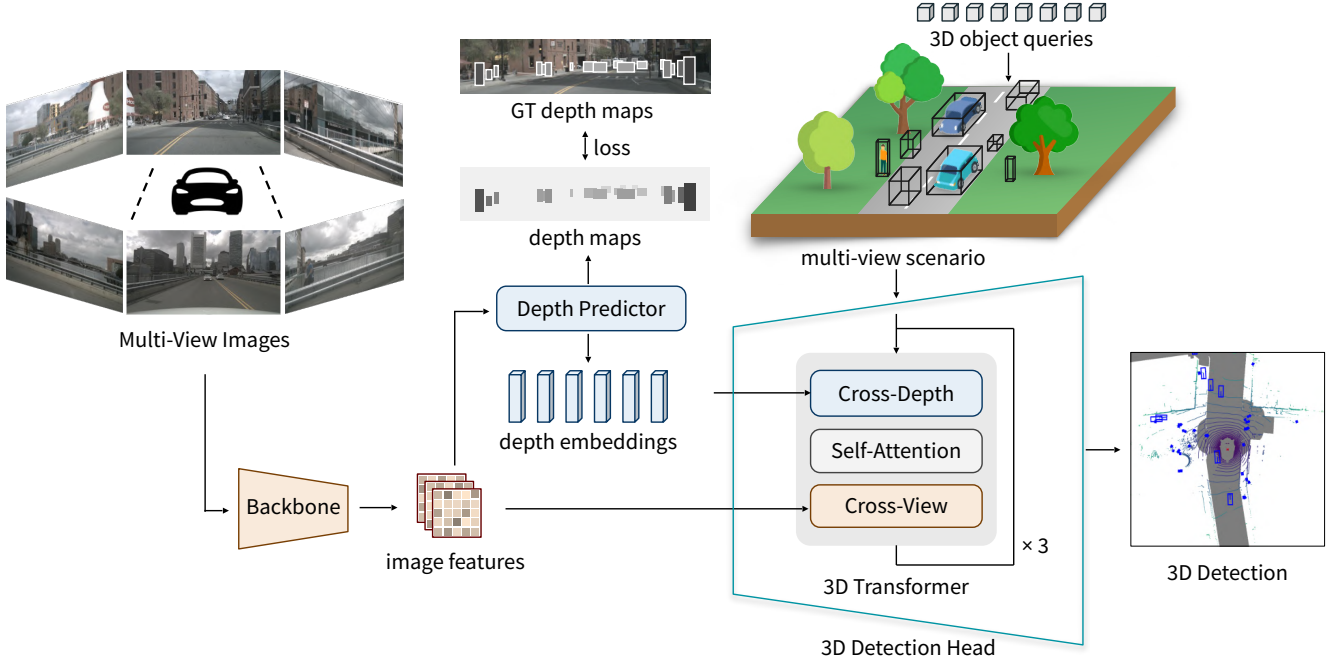 3D object queries
GT depth maps
loss
depth maps
multi-view scenario
Multi-View Images
Depth Predictor
Cross-Depth
depth embeddings
Self-Attention
Backbone
Cross-View
image features
× 3
3D Transformer
3D Detection
3D Detection Head